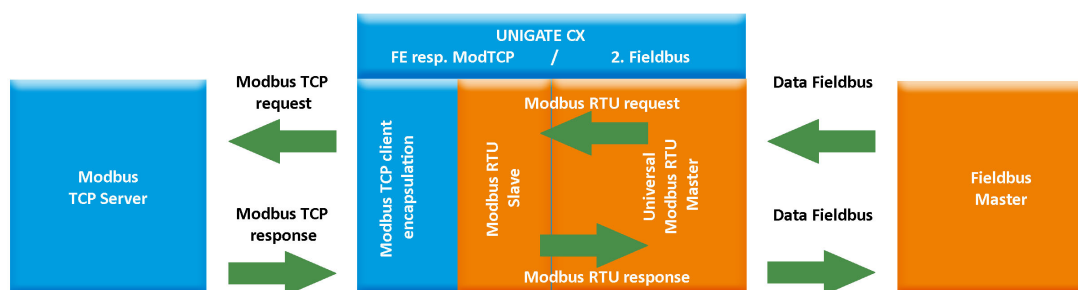 UNIGATE CX
FE resp. ModTCP / 2. Fieldbus
Modbus TCP
request
Modbus RTU request
Data Fieldbus
Modbus
TCP Server
Modbus TCP client
encapsulation
Modbus RTU
Slave
Universal
Modbus RTU
Master
Fieldbus
Master
Modbus TCP
response
Modbus RTU response
Data Fieldbus